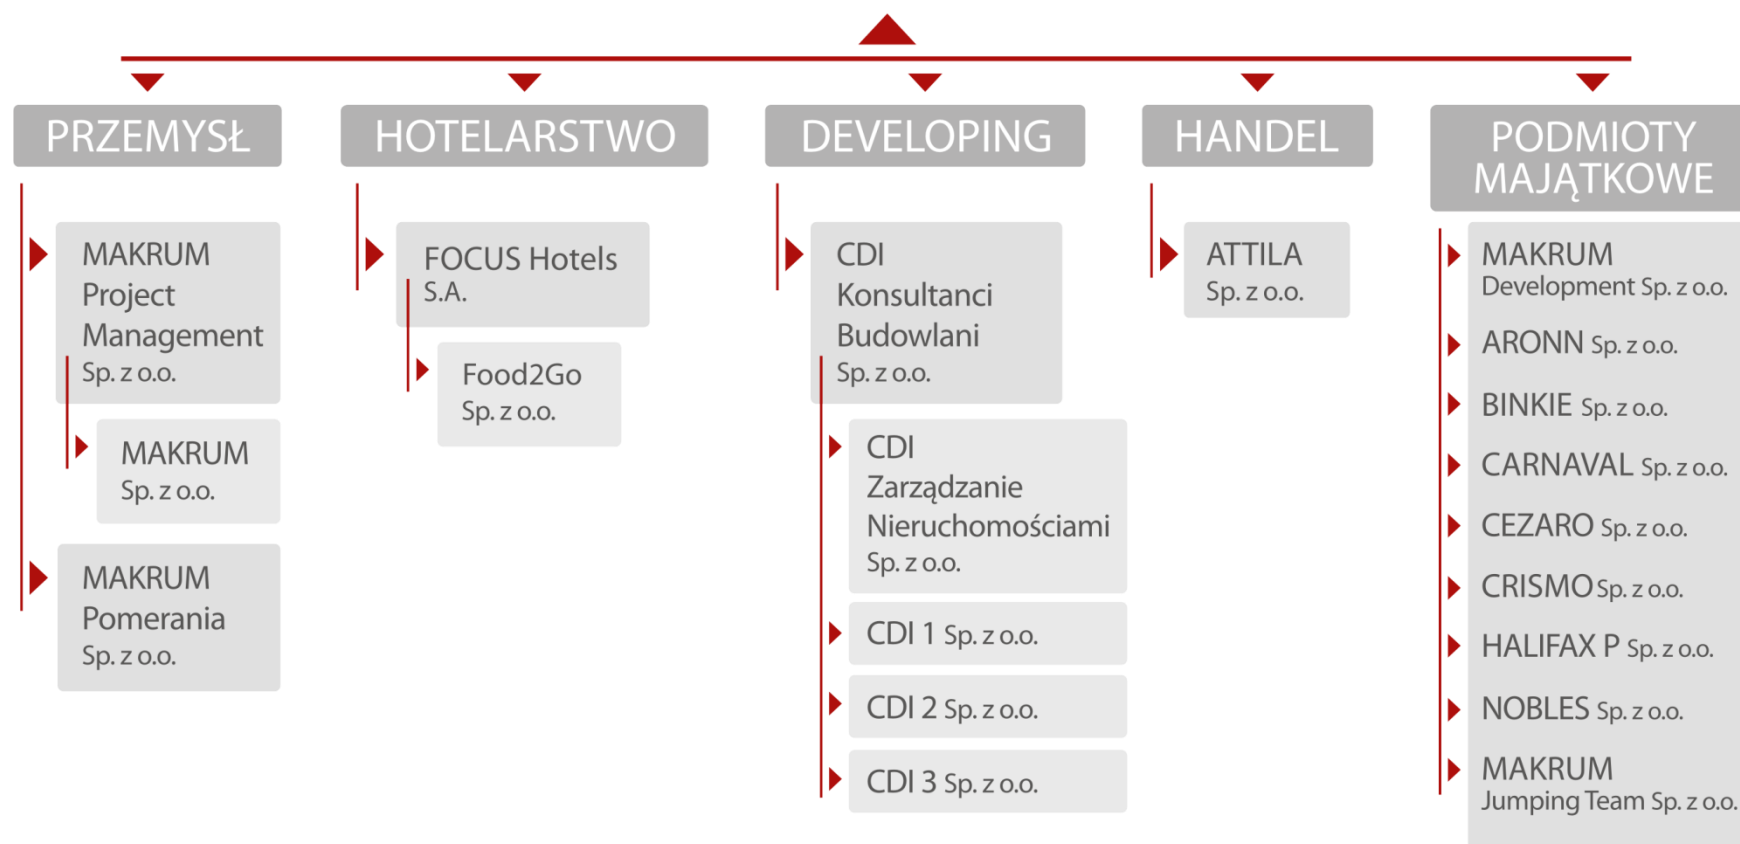 PRZEMYSŁ
MAKRUM
Project
Management
Sp. z o.o.
MAKRUM
Sp. z o.o.
MAKRUM
Pomerania
Sp. z o.o.
HOTELARSTWO
FOCUS Hotels
S.A.
Food2Go
Sp. z o.o.
DEVELOPING
CDI
Konsultanci
Budowlani
Sp. z o.o.
CDI
Zarządzanie
Nieruchomościami
Sp. z o.o.
CDI 1 Sp. z o.o.
CDI 2 Sp. z o.o.
CDI 3 Sp. z o.o.
HANDEL
ATTILA
Sp. z o.o.
PODMIOTY
MAJĄTKOWE
MAKRUM
Development Sp. z o.o.
ARONN Sp. z o.o.
BINKIE Sp. z o.o.
CARNAVAL Sp. z o.o.
CEZARO Sp. z o.o.
CRISMO Sp. z o.o.
HALIFAX P Sp. z o.o.
NOBLES Sp. z o.o.
MAKRUM
Jumping Team Sp. z o.o.